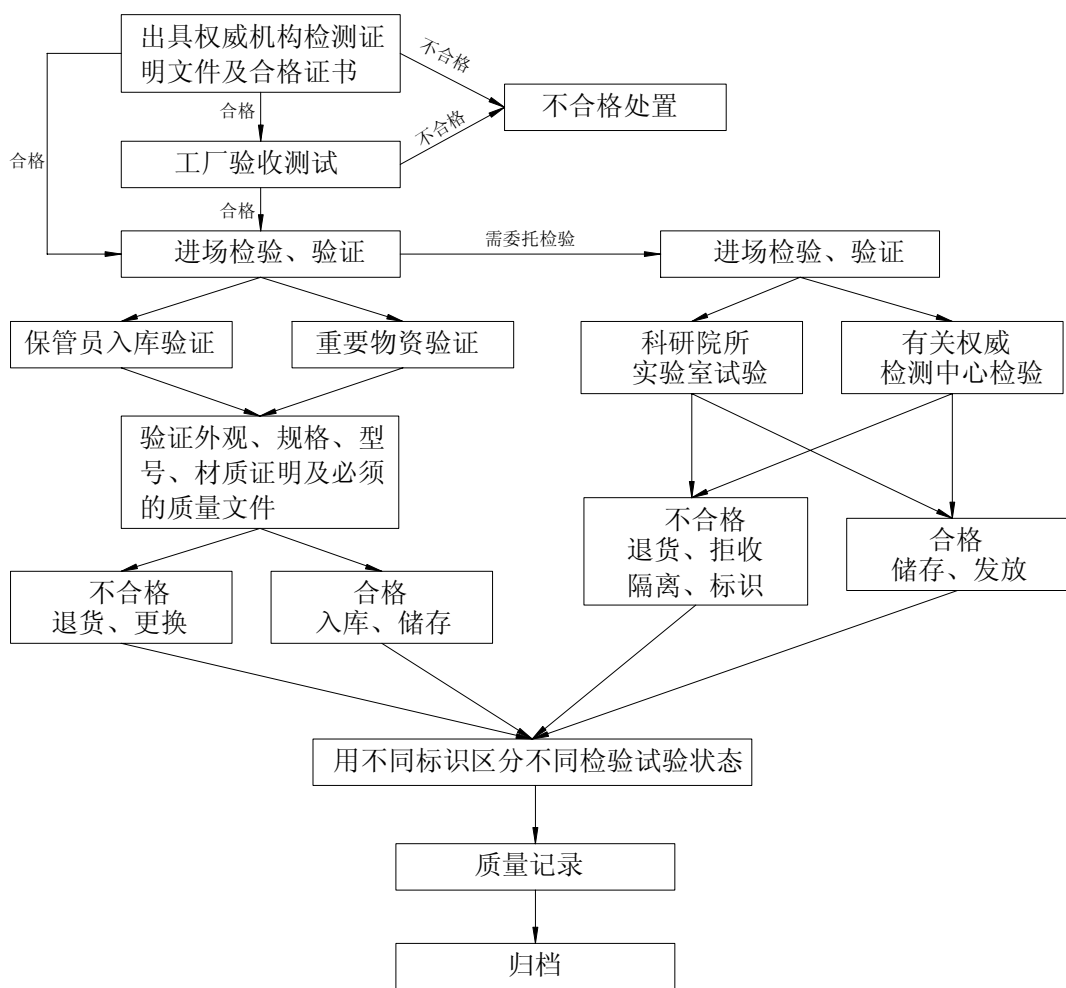 出具权威机构检测证
明文件及合格证书
不合格
不合格处置
合格
不合格
合格
工厂验收测试
合格
进场检验、验证
需委托检验
进场检验、验证
保管员入库验证
重要物资验证
科研院所
实验室试验
有关权威
检测中心检验
验证外观、规格、型
号、材质证明及必须
的质量文件
不合格
退货、拒收
隔离、标识
合格
储存、发放
不合格
退货、更换
合格
入库、储存
用不同标识区分不同检验试验状态
质量记录
归档